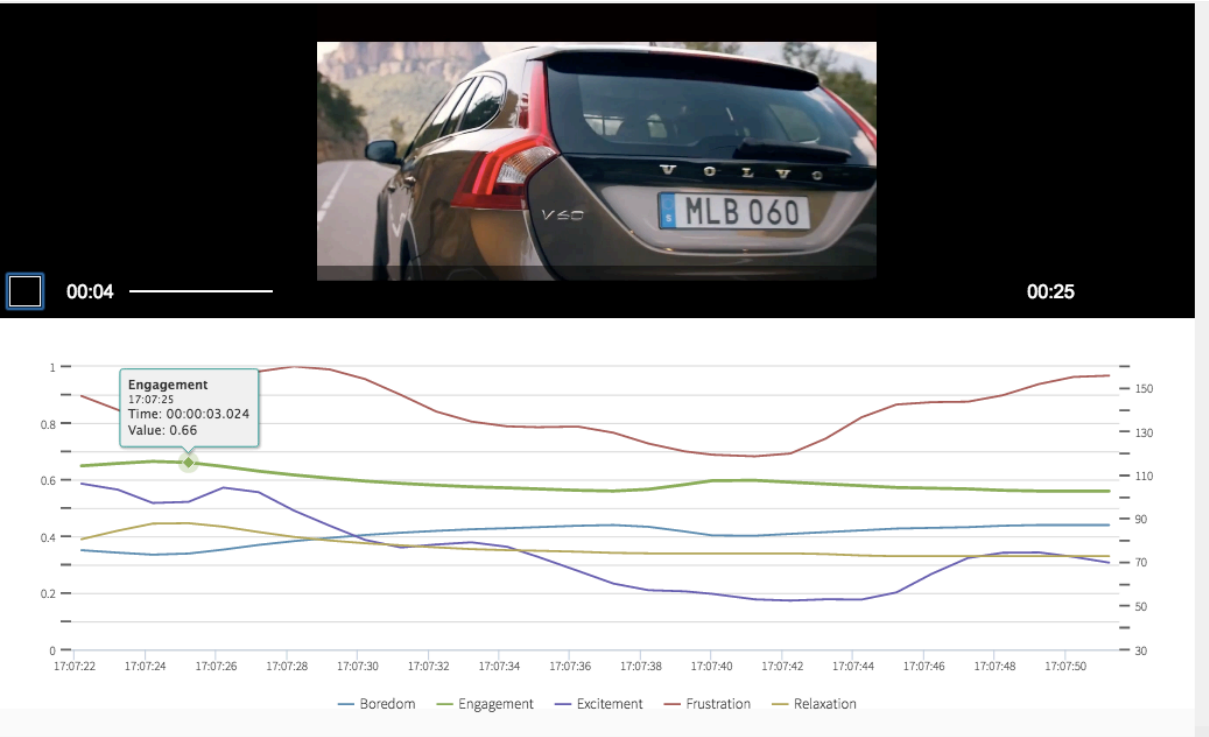 VOLVO
V60
S
MLB 060
00:04
00:25
Engagement
17:07:25
Time: 00:00:03.024
Value: 0.66
1
0.8
0.6
0.4
0.2
0
150
130
110
90
70
50
30
17:07:22 17:07:24 17:07:26 17:07:28 17:07:30 17:07:32 17:07:34 17:07:36 17:07:38 17:07:40 17:07:42 17:07:44 17:07:46 17:07:48 17:07:50
Boredom Engagement Excitement Frustration Relaxation